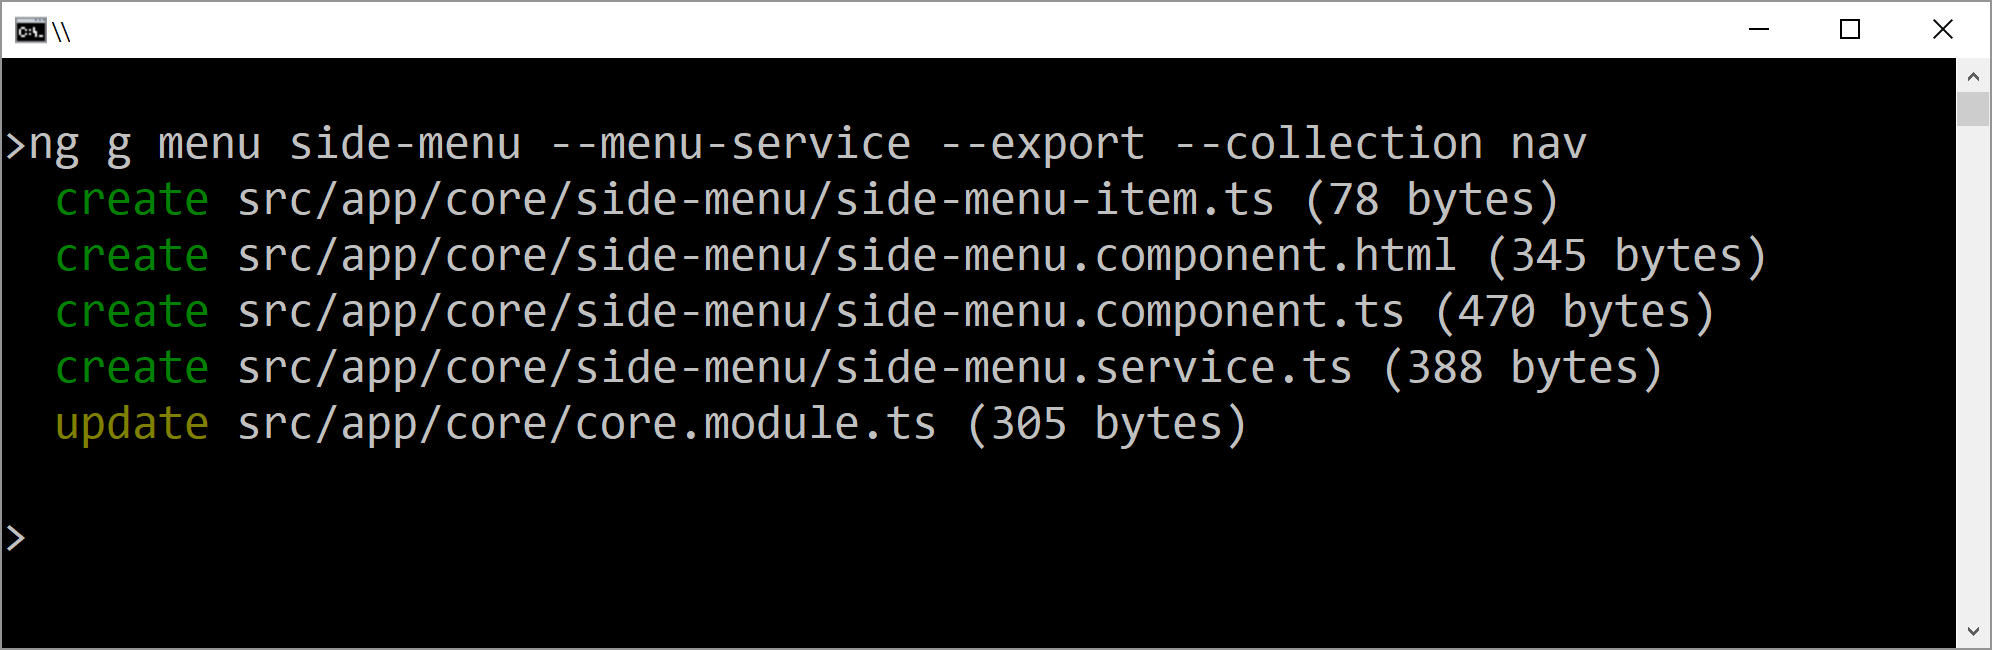 C:\. \\
>ng g menu side-menu --menu-service --export --collection nav
create src/app/core/side-menu/side-menu-item.ts (78 bytes)
create src/app/core/side-menu/side-menu.component.html (345 bytes)
create src/app/core/side-menu/side-menu.component.ts (470 bytes)
create src/app/core/side-menu/side-menu.service.ts (388 bytes)
update src/app/core/core.module.ts (305 bytes)
>